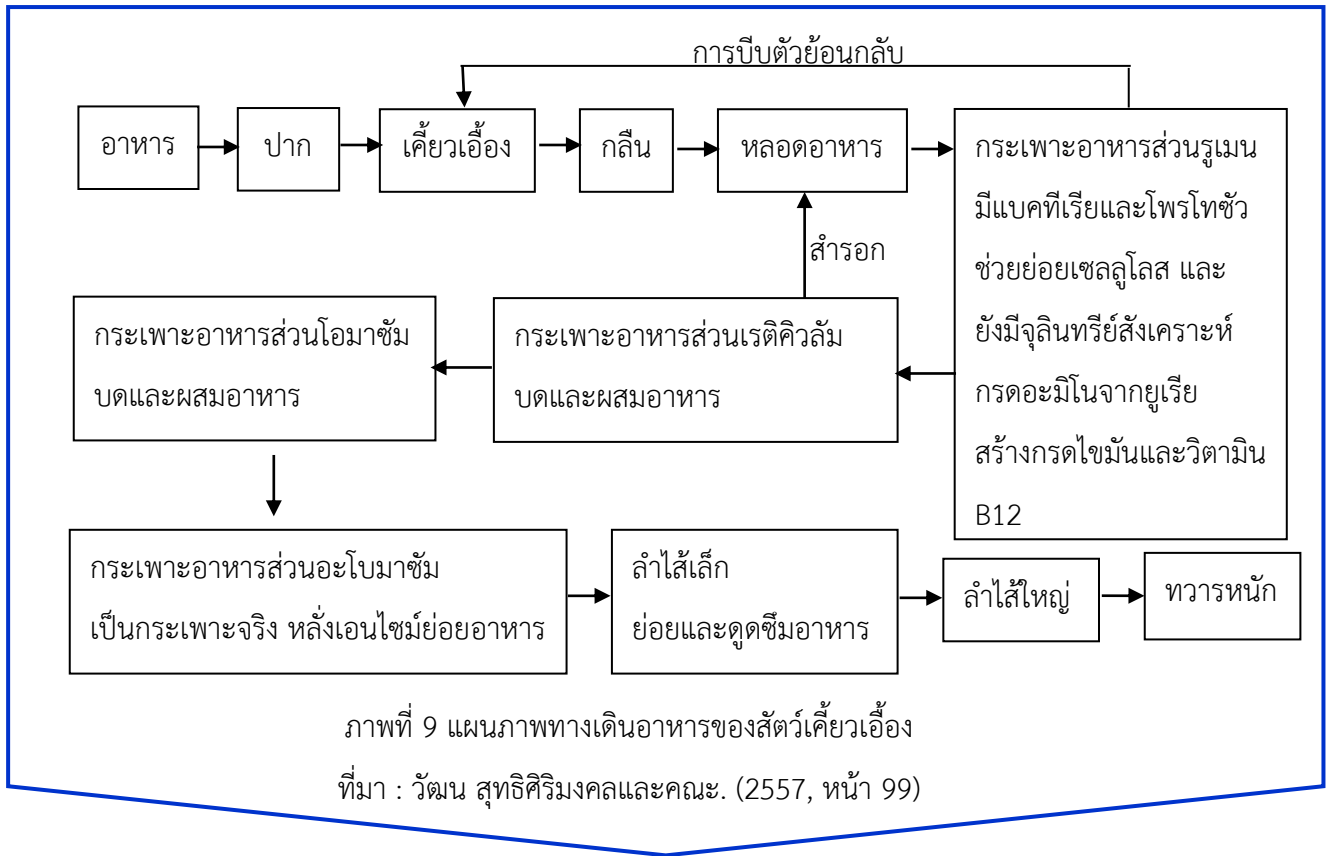 การบีบตัวย้อนกลับ
อาหาร
ปาก
เคี้ยวเอื้อง
กลืน
หลอดอาหาร
กระเพาะอาหารส่วนรูเมน
มีแบคทีเรียและโพรโทซัว
ช่วยย่อยเซลลูโลส และ
ยังมีจุลินทรีย์สังเคราะห์
กรดอะมิโนจากยูเรีย
สร้างกรดไขมันและวิตามิน
B12
สำรอก
กระเพาะอาหารส่วนเรติคิวลัม
บดและผสมอาหาร
กระเพาะอาหารส่วนโอมาซัม
บดและผสมอาหาร
กระเพาะอาหารส่วนอะโบมาซัม
เป็นกระเพาะจริง หลั่งเอนไซม์ย่อยอาหาร
ลำไส้เล็ก
ย่อยและดูดซึมอาหาร
ลำไส้ใหญ่
ทวารหนัก
ภาพที่ 9 แผนภาพทางเดินอาหารของสัตว์เคี้ยวเอื้อง
ที่มา : วัฒน สุทธิศิริมงคลและคณะ. (2557, หน้า 99)